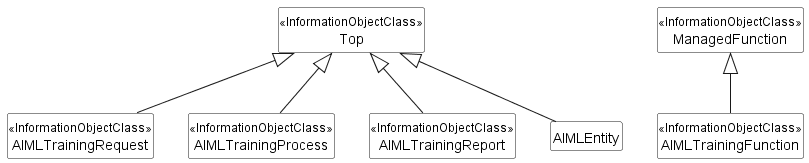 «InformationObjectClass»
Top
«InformationObjectClass»
ManagedFunction
«InformationObjectClass»
AIMLTrainingRequest
«InformationObjectClass»
AIMLTrainingProcess
«InformationObjectClass»
AIMLTrainingReport
AIMLEntity
«InformationObjectClass»
AIMLTrainingFunction